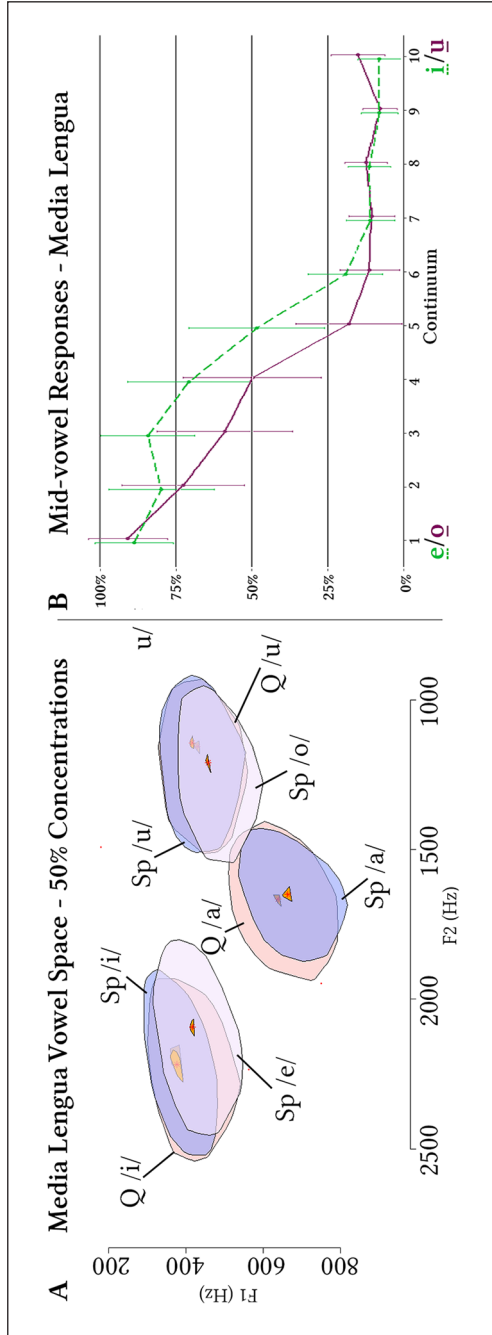 A Media Lengua Vowel Space - 50% Concentrations
200
400
600
800
F1 (Hz)
2500
2000
1500
1000
F2 (Hz)
Q /i/
Sp /i/
Sp /e/
Q /a/
Sp /a/
Sp /u/
Sp /o/
Q /u/
u/
B Mid-vowel Responses - Media Lengua
100%
75%
50%
25%
0%
1 2 3 4 5 6 7 8 9 10
e/o Continuum i/u